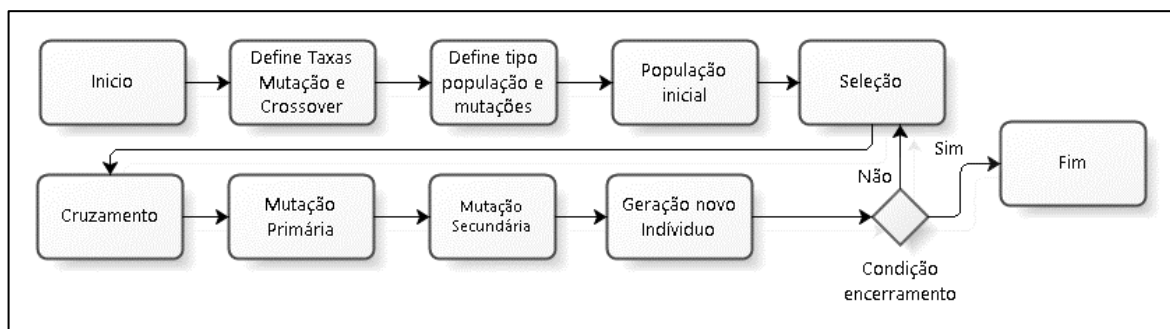 Inicio
Define Taxas
Mutação e
Crossover
Define tipo
população e
mutações
População
inicial
Seleção
Cruzamento
Mutação
Primária
Mutação
Secundária
Geração novo
Indíviduo
Não
Sim
Condição
encerramento
Fim